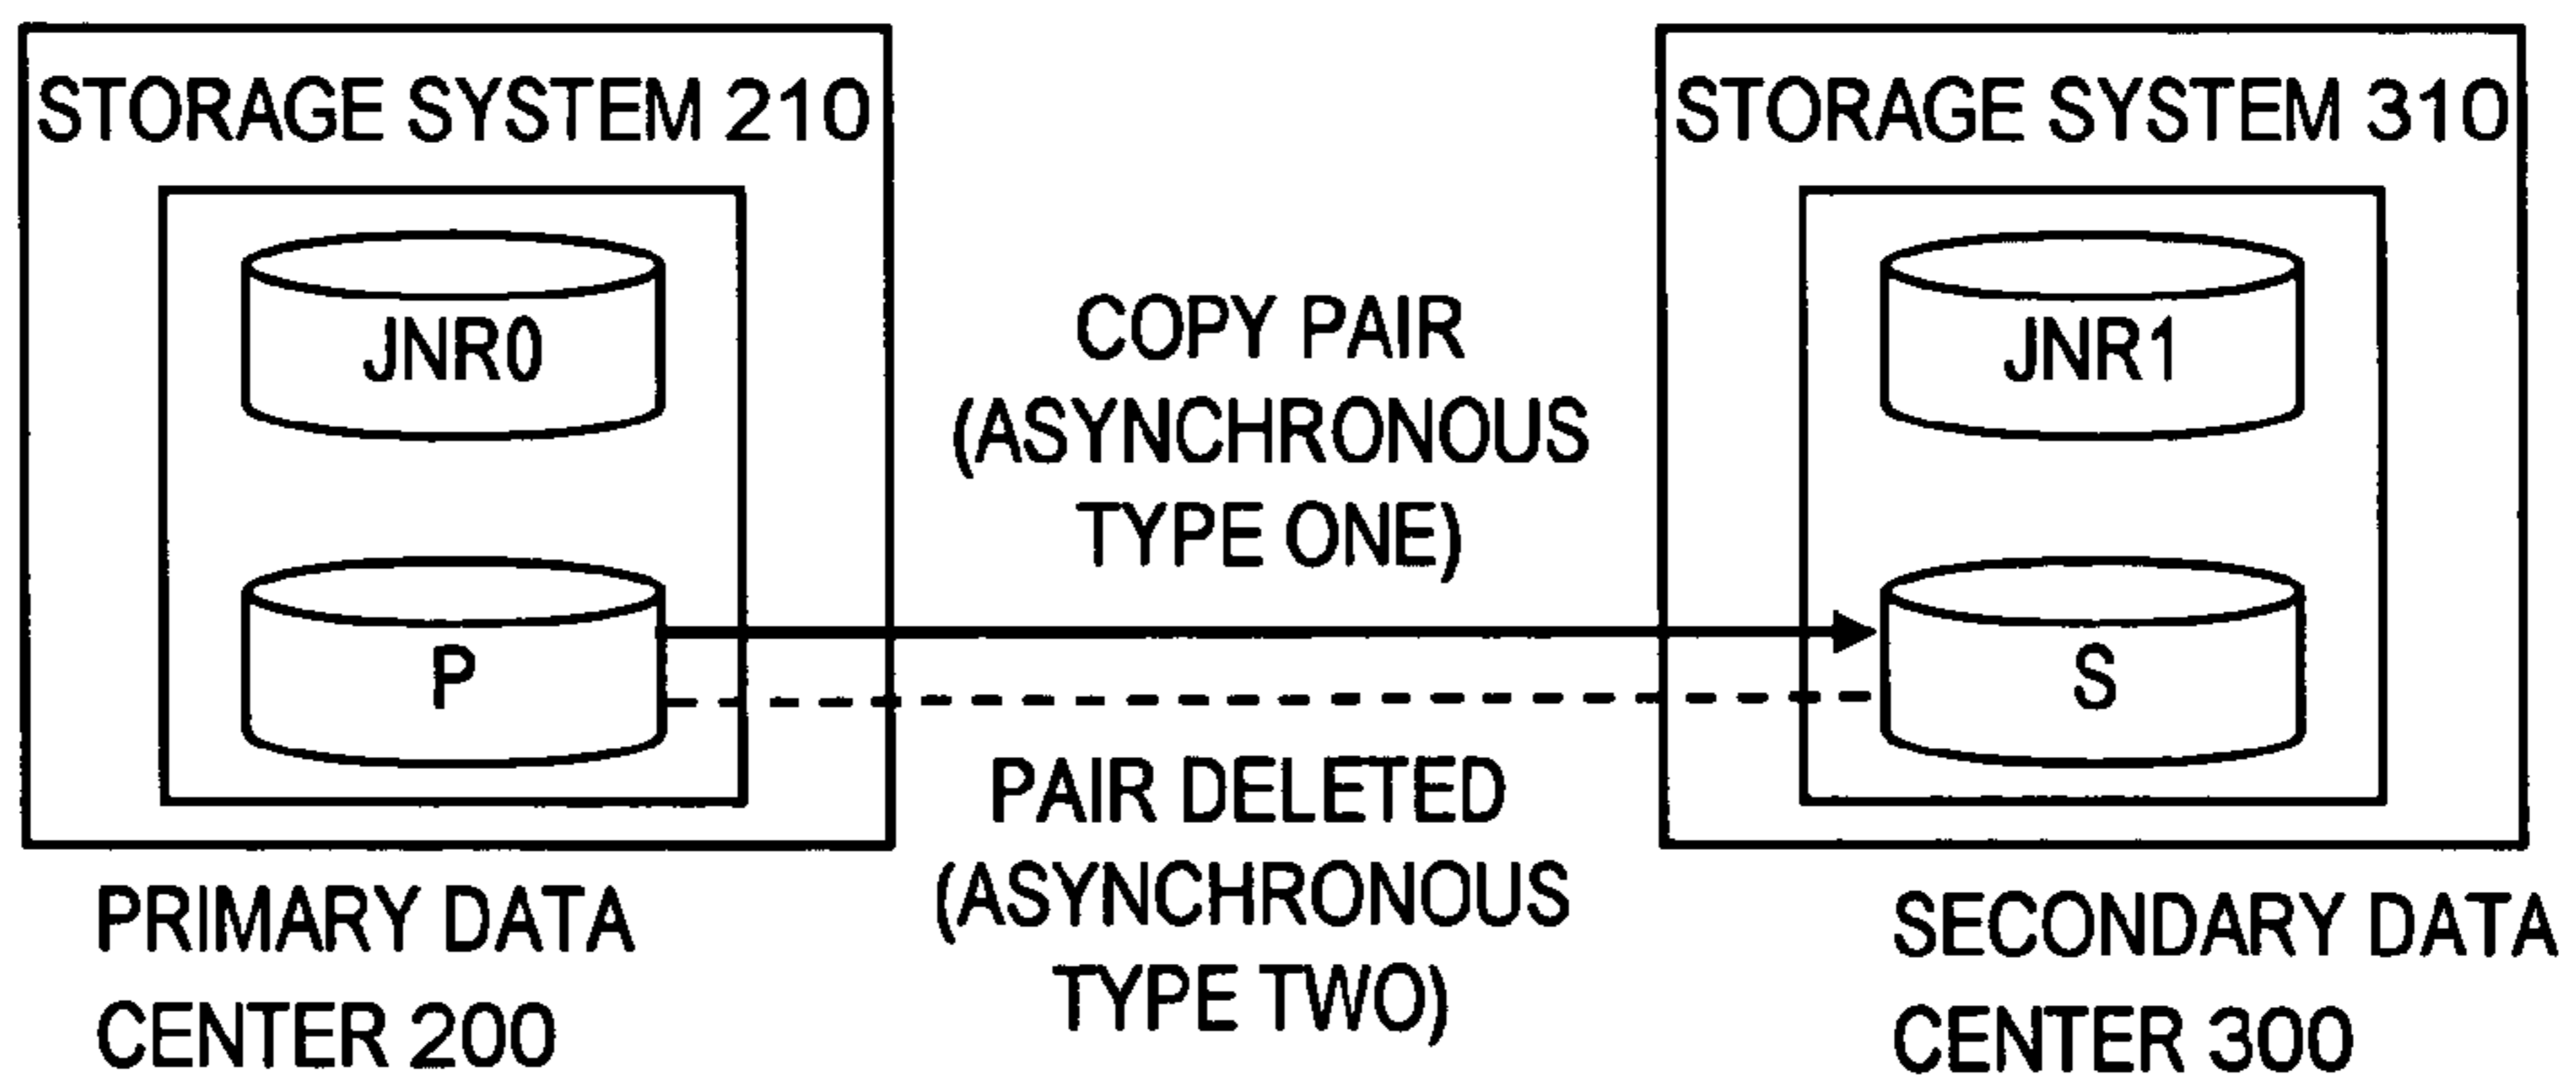 STORAGE SYSTEM 210
JNR0
P
PRIMARY DATA
CENTER 200
COPY PAIR
(ASYNCHRONOUS
TYPE ONE)
PAIR DELETED
(ASYNCHRONOUS
TYPE TWO)
STORAGE SYSTEM 310
JNR1
S
SECONDARY DATA
CENTER 300